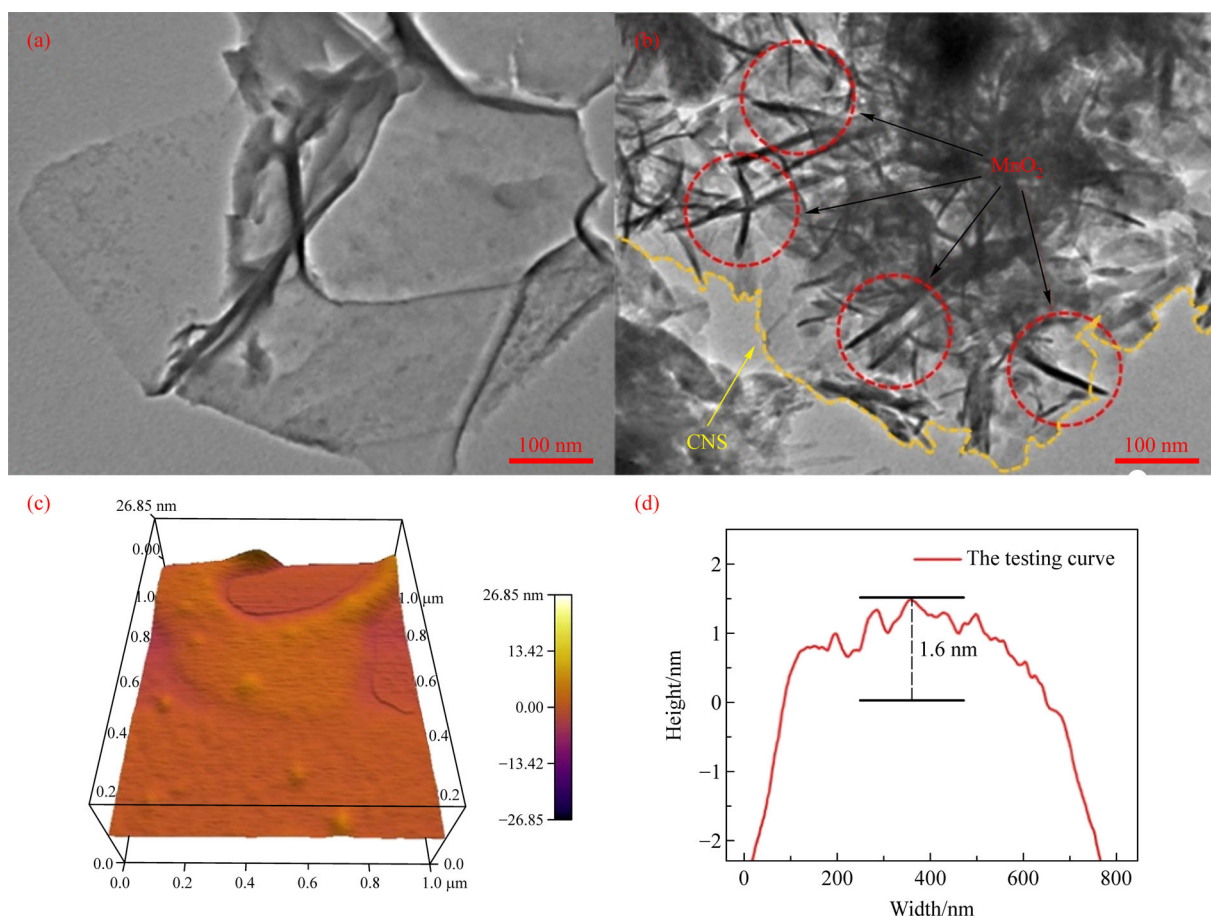 (a)
100 nm
(b)
MnO₂
CNS
100 nm
(c)
26.85 nm
0.00
1.0
0.8
0.6
0.4
0.2
0.0
1.0 μm
0.8
0.6
0.4
0.2
0.0
0.0 0.2 0.4 0.6 0.8 1.0 μm
26.85 nm
13.42
0.00
−13.42
−26.85
(d)
The testing curve
1.6 nm
Height/nm
2
1
0
−1
−2
0 200 400 600 800
Width/nm